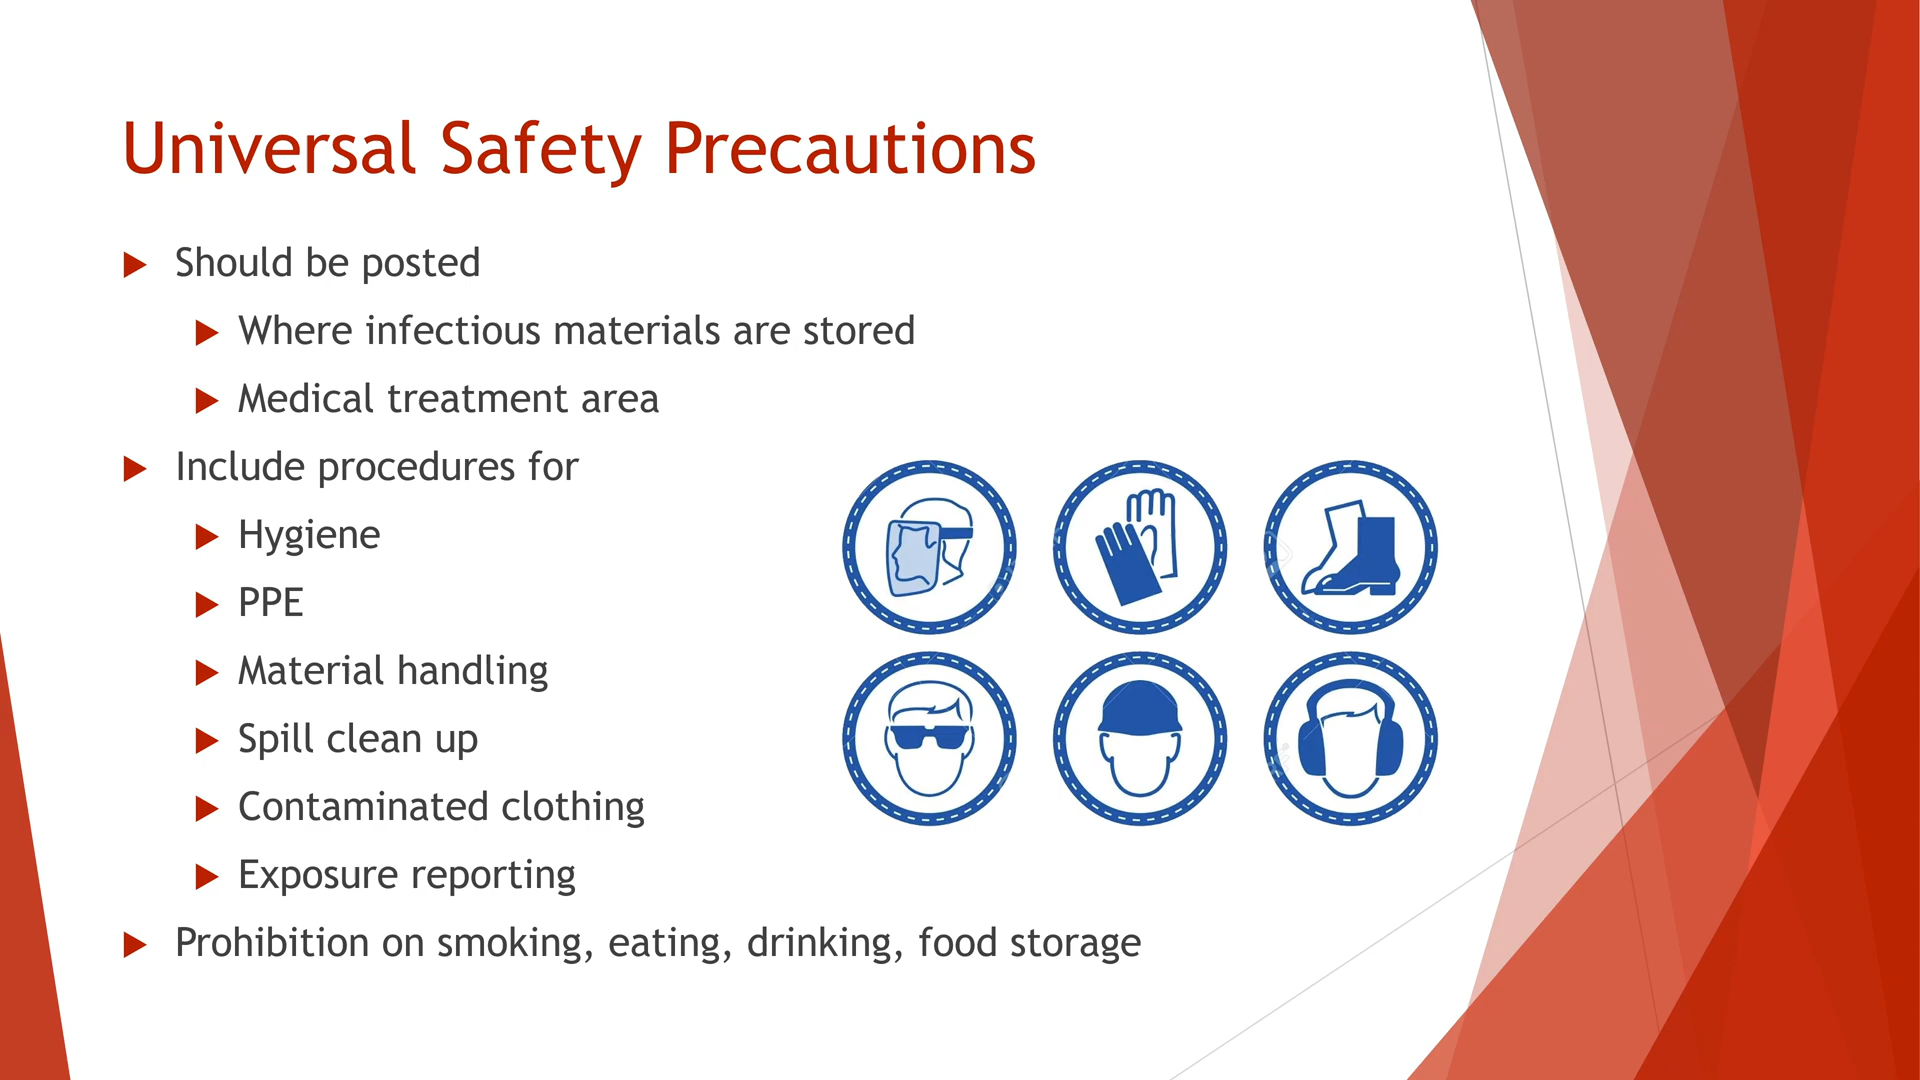 Universal Safety Precautions
Should be posted
Where infectious materials are stored
Medical treatment area
Include procedures for
Hygiene
PPE
Material handling
Spill clean up
Contaminated clothing
Exposure reporting
Prohibition on smoking, eating, drinking, food storage